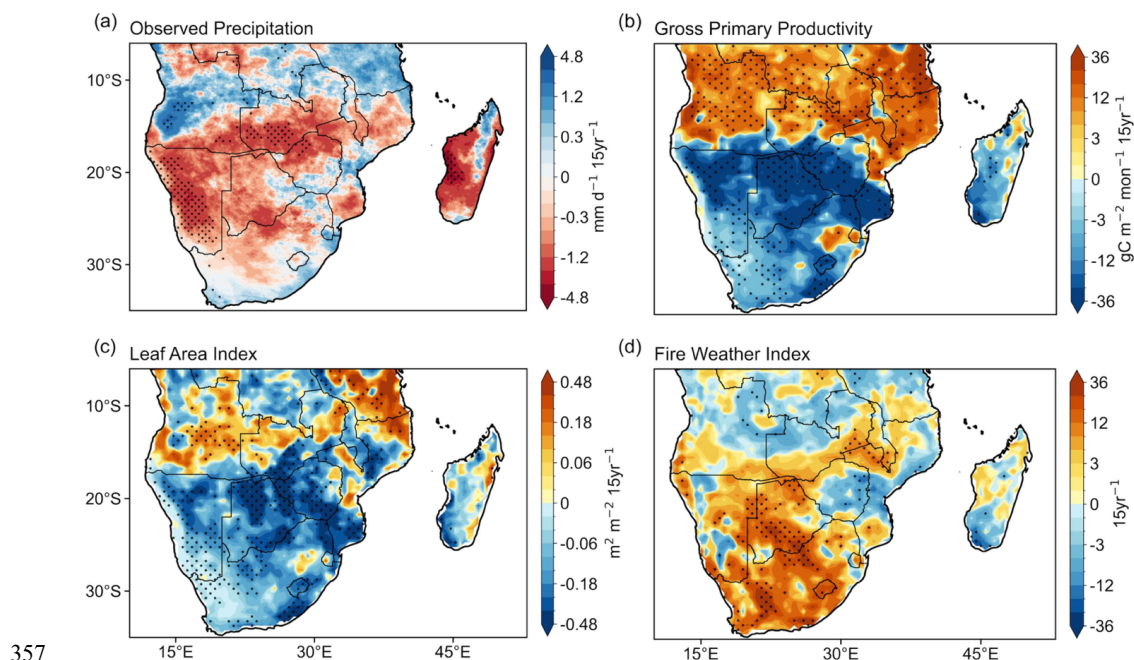 (a) Observed Precipitation
10°S
20°S
30°S
4.8
1.2
0.3
0
-0.3
-1.2
-4.8
mm d⁻¹ 15yr⁻¹
(b) Gross Primary Productivity
36
12
3
0
-3
-12
-36
gC m⁻² mon⁻¹ 15yr⁻¹
(c) Leaf Area Index
10°S
20°S
30°S
15°E 30°E 45°E
0.48
0.18
0.06
0
-0.06
-0.18
-0.48
m² m⁻² 15yr⁻¹
(d) Fire Weather Index
15°E 30°E 45°E
36
12
3
0
-3
-12
-36
15yr⁻¹
357